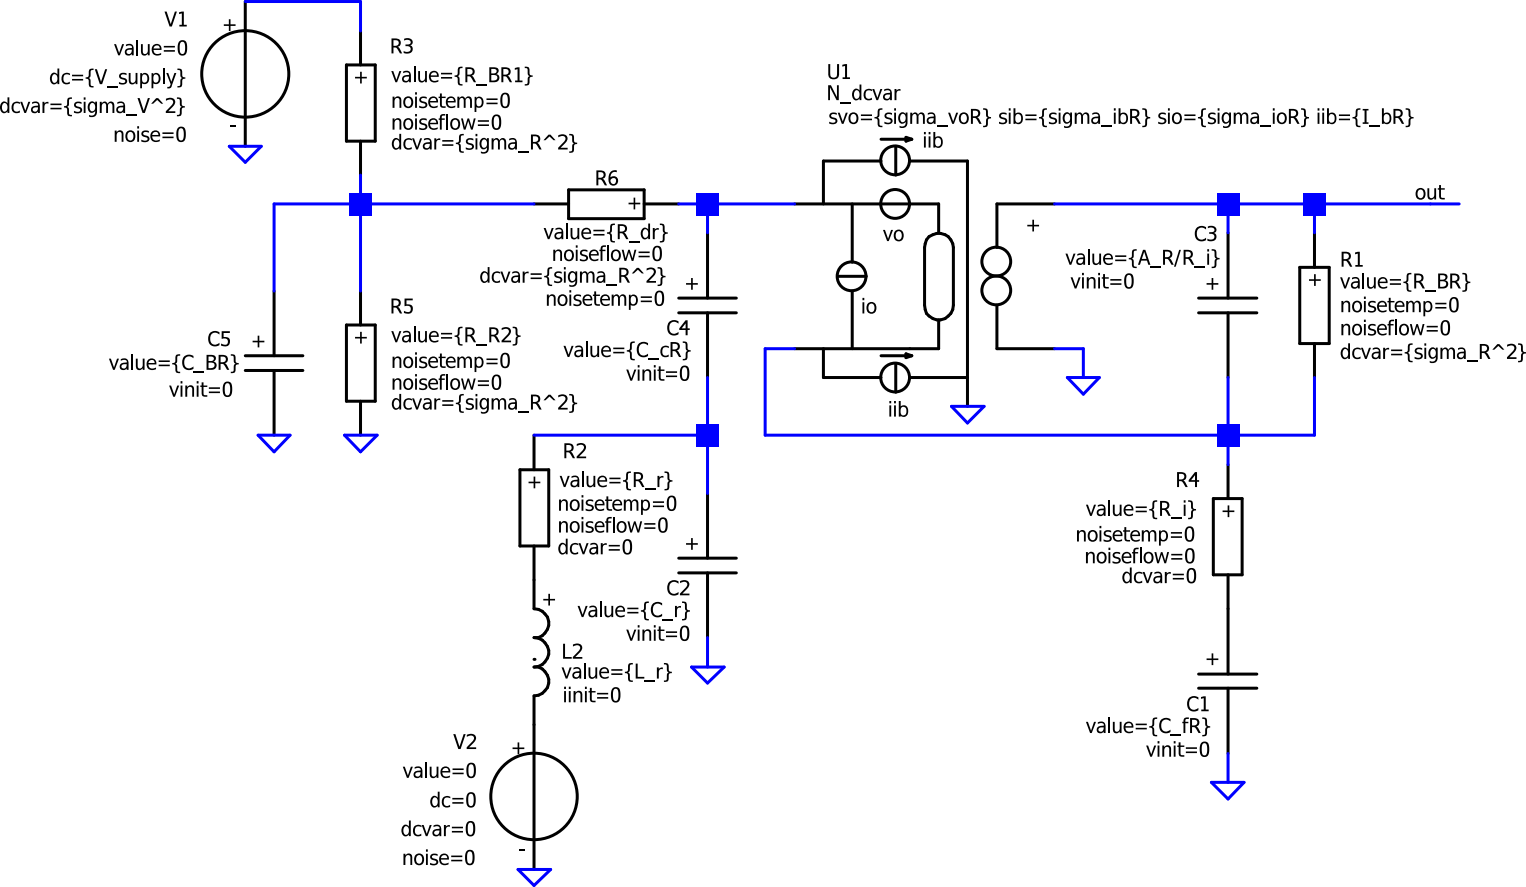 V1
value=0
dc={V_supply}
dcvar={sigma_V^2}
noise=0
+
-
R3
value={R_BR1}
noisetemp=0
noiseflow=0
dcvar={sigma_R^2}
+
U1
N_dcvar
svo={sigma_voR} sib={sigma_ibR} sio={sigma_ioR} iib={I_bR}
iib
vo
io
iib
+
R6
+
value={R_dr}
noiseflow=0
dcvar={sigma_R^2}
noisetemp=0
out
C3
value={A_R/R_i}
vinit=0
+
R1
value={R_BR}
noisetemp=0
noiseflow=0
dcvar={sigma_R^2}
+
C5
value={C_BR}
vinit=0
+
R5
value={R_R2}
noisetemp=0
noiseflow=0
dcvar={sigma_R^2}
+
+
C4
value={C_cR}
vinit=0
R2
value={R_r}
noisetemp=0
noiseflow=0
dcvar=0
+
+
C2
value={C_r}
vinit=0
R4
value={R_i}
noisetemp=0
noiseflow=0
dcvar=0
+
+
L2
value={L_r}
iinit=0
+
C1
value={C_fR}
vinit=0
V2
value=0
dc=0
dcvar=0
noise=0
+
-